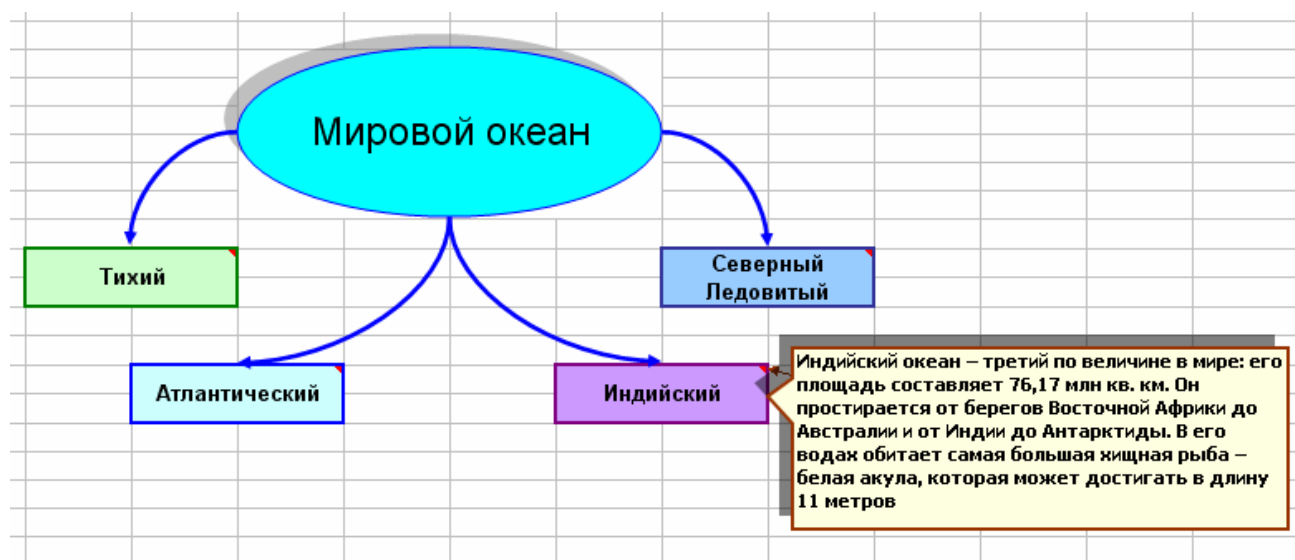 Мировой океан
Тихий
Северный
Ледовитый
Атлантический
Индийский
Индийский океан – третий по величине в мире: его
площадь составляет 76,17 млн кв. км. Он
простирается от берегов Восточной Африки до
Австралии и от Индии до Антарктиды. В его
водах обитает самая большая хищная рыба –
белая акула, которая может достигать в длину
11 метров